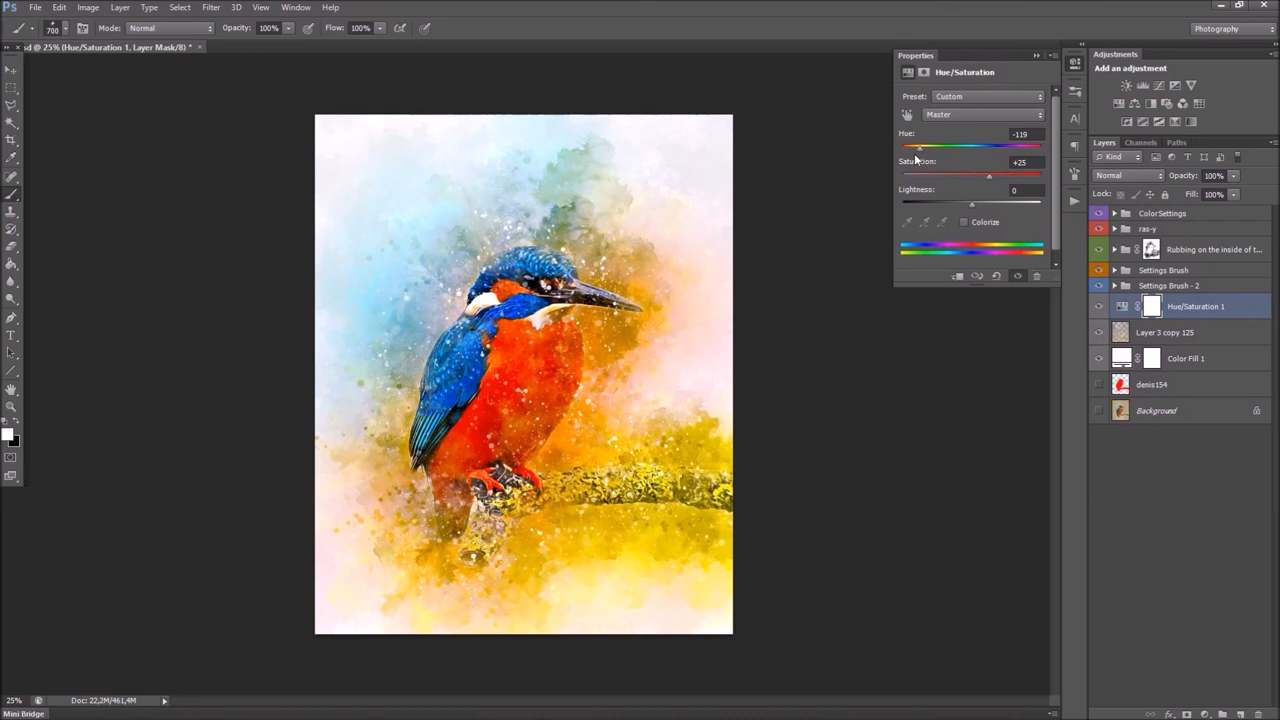 Ps File Edit Image Layer Type Select Filter 3D View Window Help
700 Mode: Normal Opacity: 100% Flow: 100% Photography
sd @ 25% (Hue/Saturation 1, Layer Mask/8) * ×
Properties
Hue/Saturation
Preset: Custom
Master
Hue: -119
Saturation: +25
Lightness: 0
Colorize
Adjustments
Add an adjustment
Layers Channels Paths
Kind
Normal Opacity: 100%
Lock: Fill: 100%
ColorSettings
ras-y
Rubbing on the inside of t...
Settings Brush
Settings Brush - 2
Hue/Saturation 1
Layer 3 copy 125
Color Fill 1
denis154
Background
25% Doc: 22,2M/461,4M
Mini Bridge